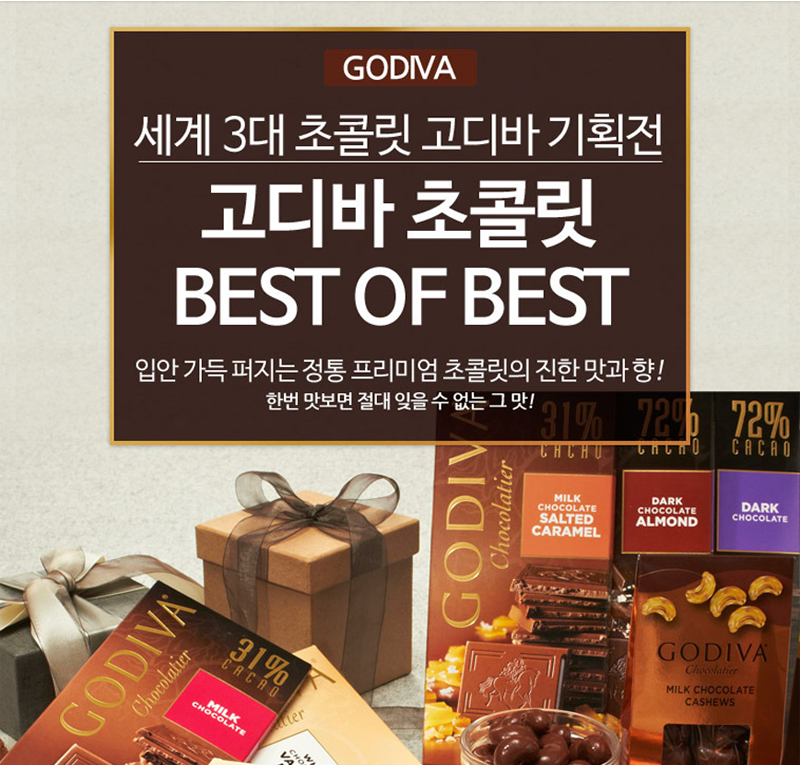 GODIVA
세계 3대 초콜릿 고디바 기획전
고디바 초콜릿
BEST OF BEST
입안 가득 퍼지는 정통 프리미엄 초콜릿의 진한 맛과 향!
한번 맛보면 절대 잊을 수 없는 그 맛!
31%
CACAO
72%
CACAO
72%
CACAO
GODIVA
Chocolatier
MILK
CHOCOLATE
SALTED
CARAMEL
DARK
CHOCOLATE
ALMOND
DARK
CHOCOLATE
GODIVA
Chocolatier
MILK CHOCOLATE
CASHEWS
GODIVA
Chocolatier
31%
CACAO
MILK
CHOCOLATE